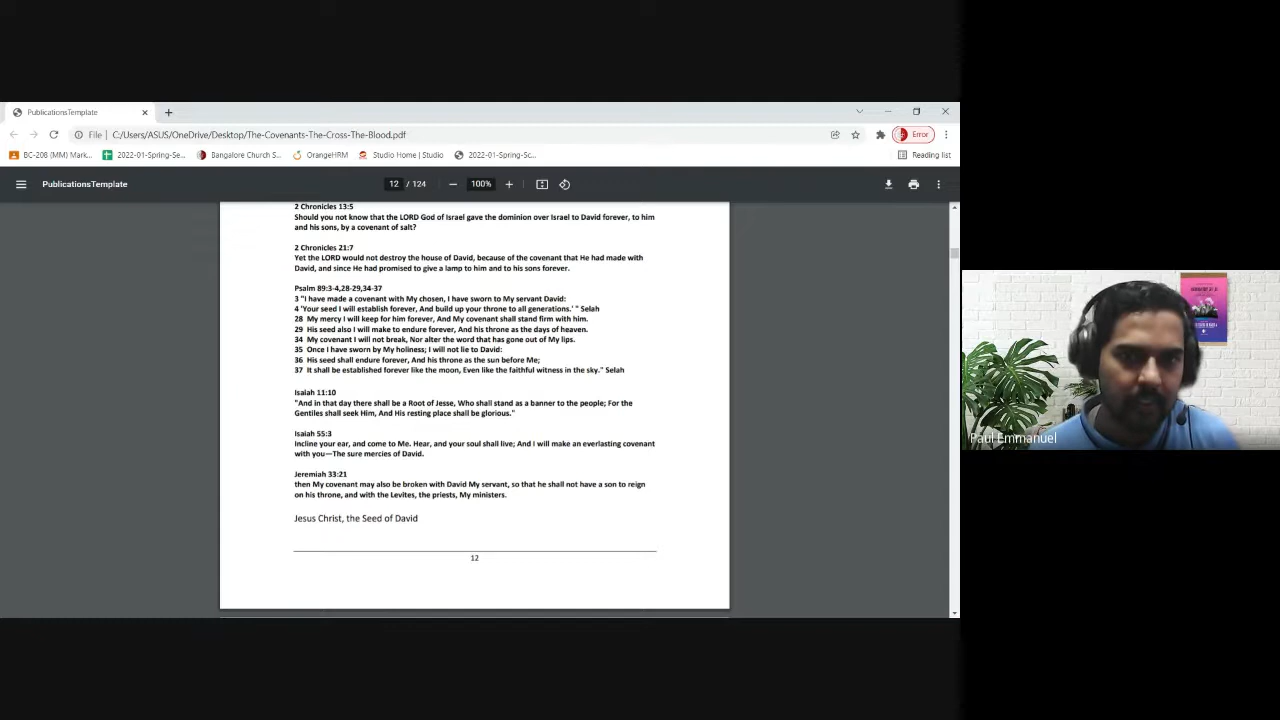 PublicationsTemplate
File
C:/Users/ASUS/OneDrive/Desktop/The-Covenants-The-Cross-The-Blood.pdf
Error
BC-208 (MM) Mark...
2022-01-Spring-Se...
Bangalore Church S...
OrangeHRM
Studio Home | Studio
2022-01-Spring-Sc...
Reading list
PublicationsTemplate
12 / 124
100%
2 Chronicles 13:5
Should you not know that the LORD God of Israel gave the dominion over Israel to David forever, to him
and his sons, by a covenant of salt?
2 Chronicles 21:7
Yet the LORD would not destroy the house of David, because of the covenant that He had made with
David, and since He had promised to give a lamp to him and to his sons forever.
Psalm 89:3-4,28-29,34-37
3 "I have made a covenant with My chosen, I have sworn to My servant David:
4 'Your seed I will establish forever, And build up your throne to all generations.' " Selah
28 My mercy I will keep for him forever, And My covenant shall stand firm with him.
29 His seed also I will make to endure forever, And his throne as the days of heaven.
34 My covenant I will not break, Nor alter the word that has gone out of My lips.
35 Once I have sworn by My holiness; I will not lie to David:
36 His seed shall endure forever, And his throne as the sun before Me;
37 It shall be established forever like the moon, Even like the faithful witness in the sky." Selah
Isaiah 11:10
"And in that day there shall be a Root of Jesse, Who shall stand as a banner to the people; For the
Gentiles shall seek Him, And His resting place shall be glorious."
Isaiah 55:3
Incline your ear, and come to Me. Hear, and your soul shall live; And I will make an everlasting covenant
with you—The sure mercies of David.
Jeremiah 33:21
then My covenant may also be broken with David My servant, so that he shall not have a son to reign
on his throne, and with the Levites, the priests, My ministers.
Jesus Christ, the Seed of David
12
Paul Emmanuel